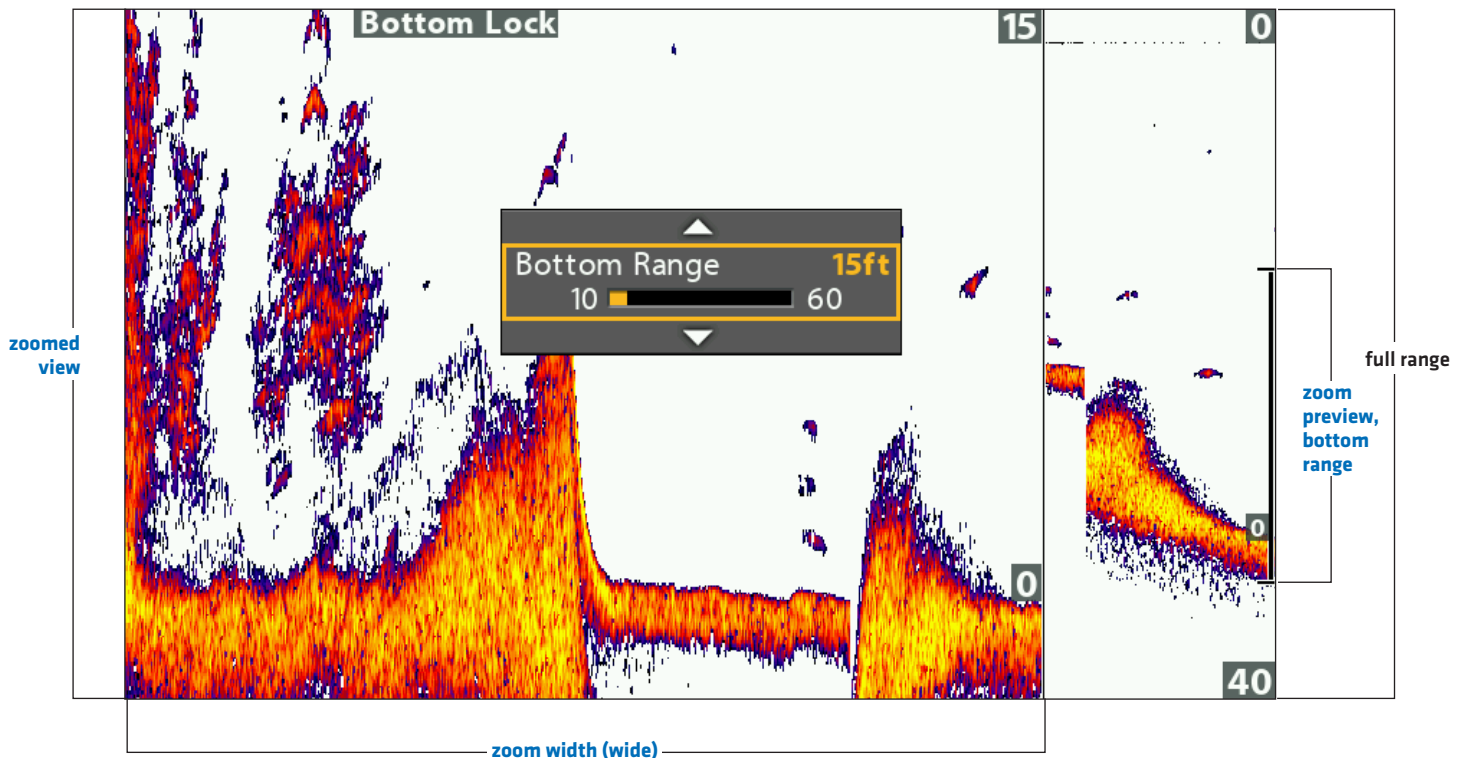 Bottom Lock
15
0
Bottom Range 15ft
10 60
zoomed
view
full range
zoom
preview,
bottom
range
0
0
40
zoom width (wide)